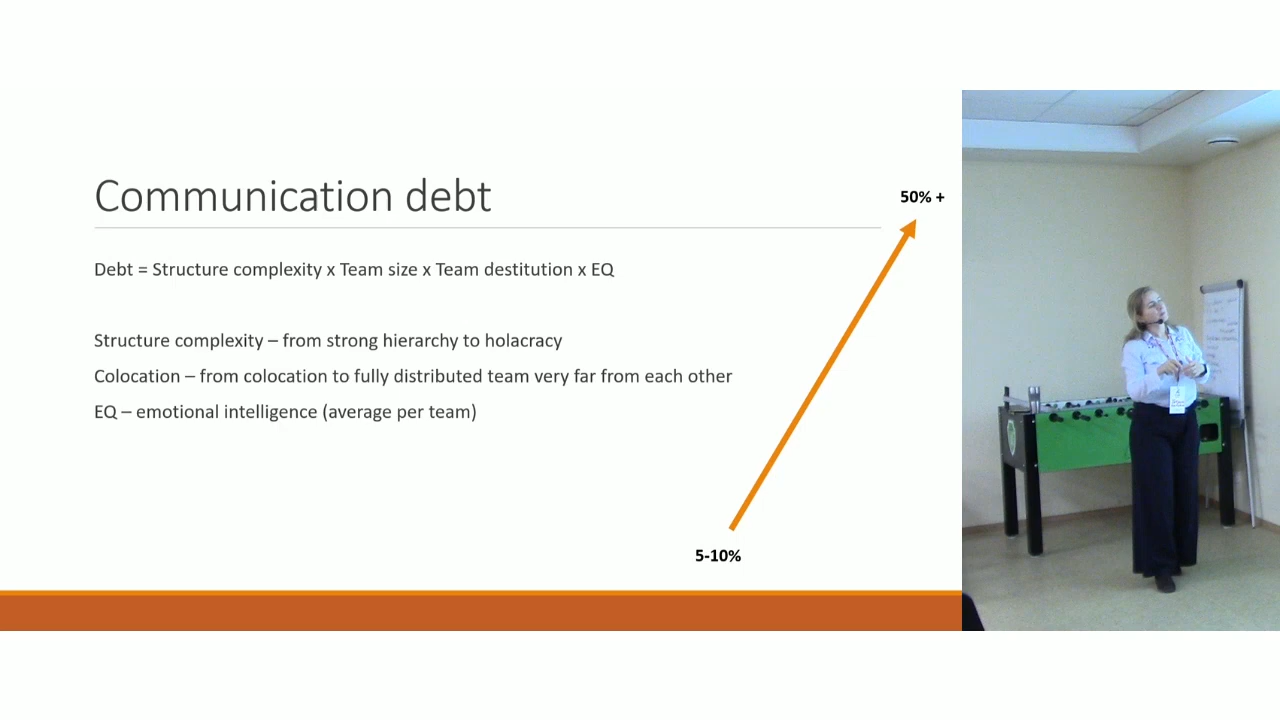 Communication debt
50% +
Debt = Structure complexity x Team size x Team destitution x EQ
Structure complexity – from strong hierarchy to holacracy
Colocation – from colocation to fully distributed team very far from each other
EQ – emotional intelligence (average per team)
5-10%